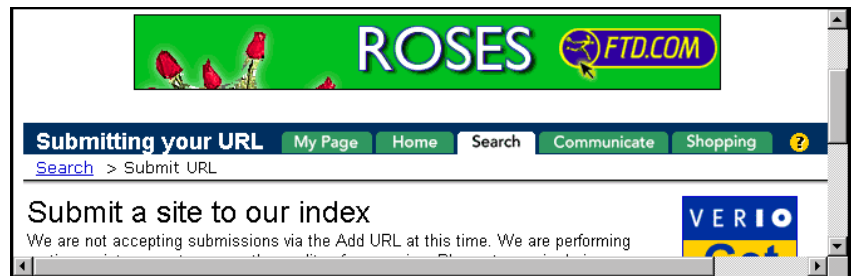 ROSES FTD.COM
Submitting your URL My Page Home Search Communicate Shopping ?
Search > Submit URL
Submit a site to our index
VERIO
We are not accepting submissions via the Add URL at this time. We are performing
Get